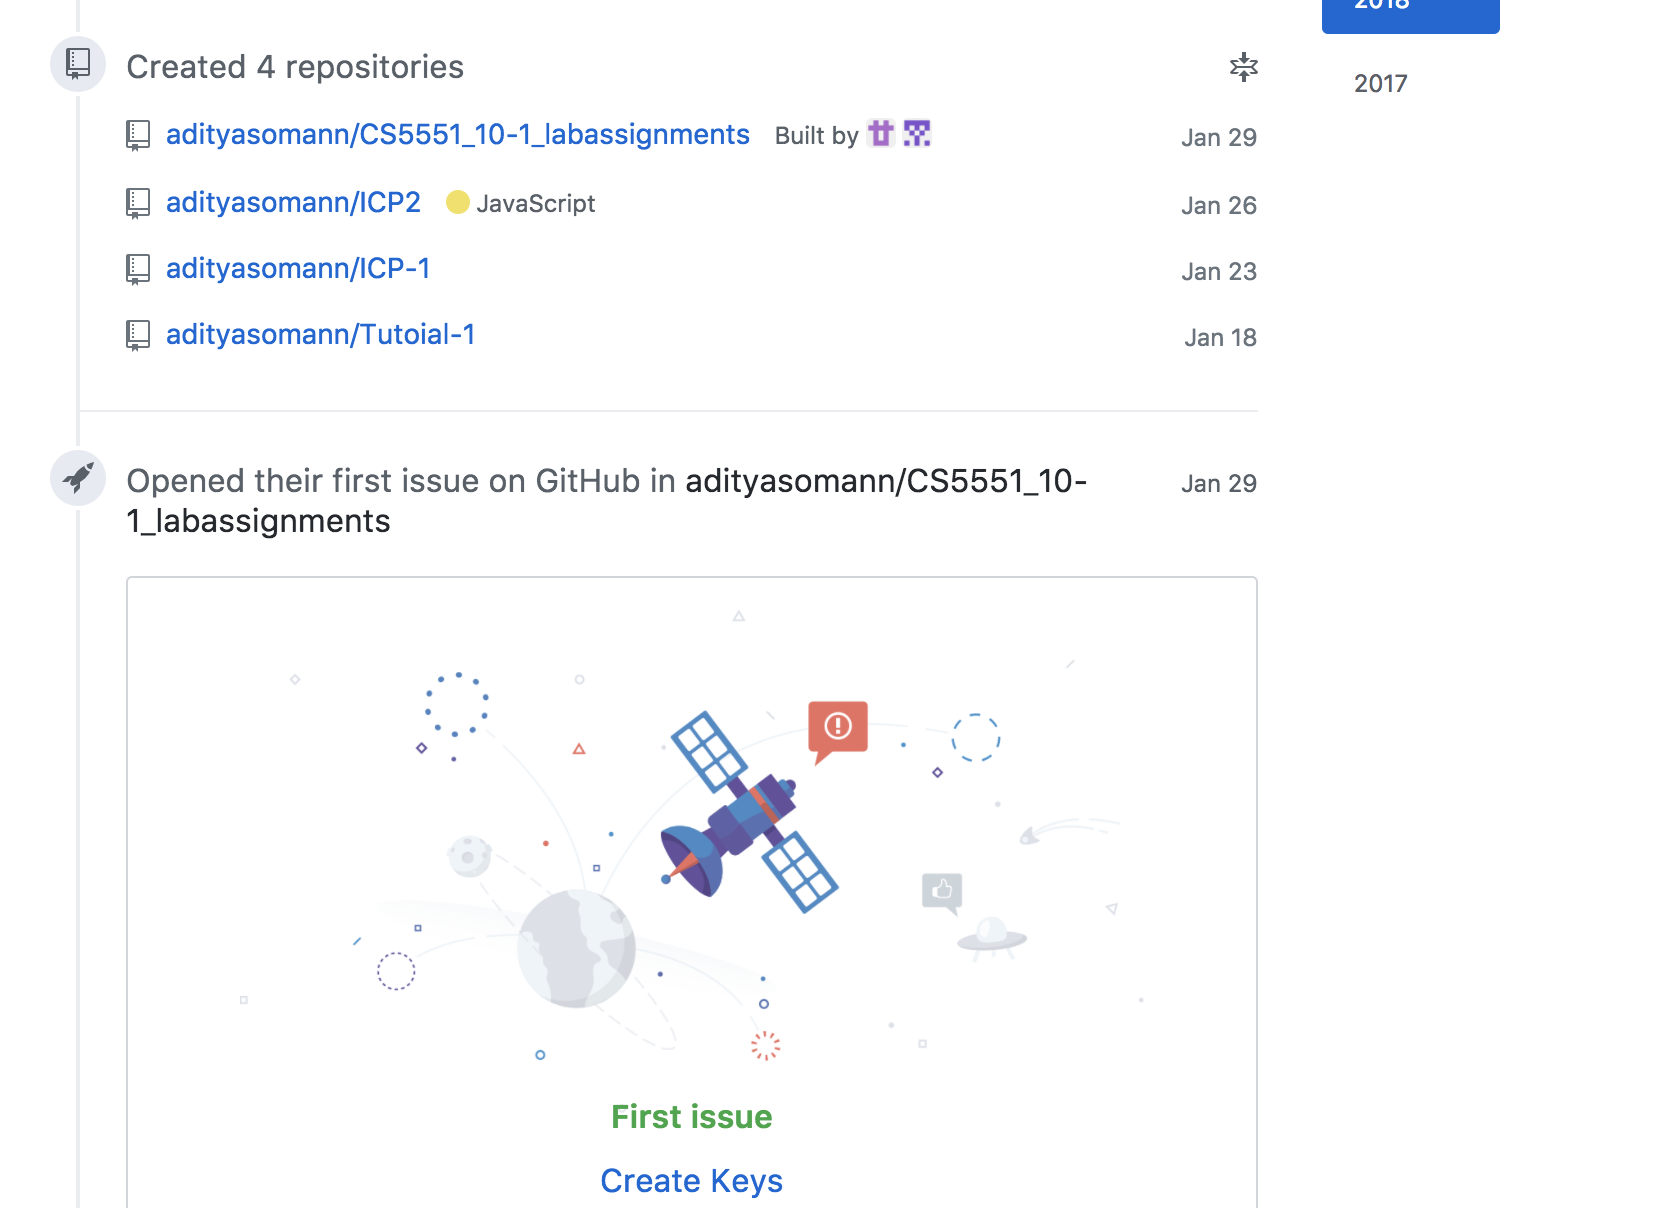 2018
2017
Created 4 repositories
adityasomann/CS5551_10-1_labassignments Built by Jan 29
adityasomann/ICP2 JavaScript Jan 26
adityasomann/ICP-1 Jan 23
adityasomann/Tutoial-1 Jan 18
Opened their first issue on GitHub in adityasomann/CS5551_10- Jan 29
1_labassignments
First issue
Create Keys